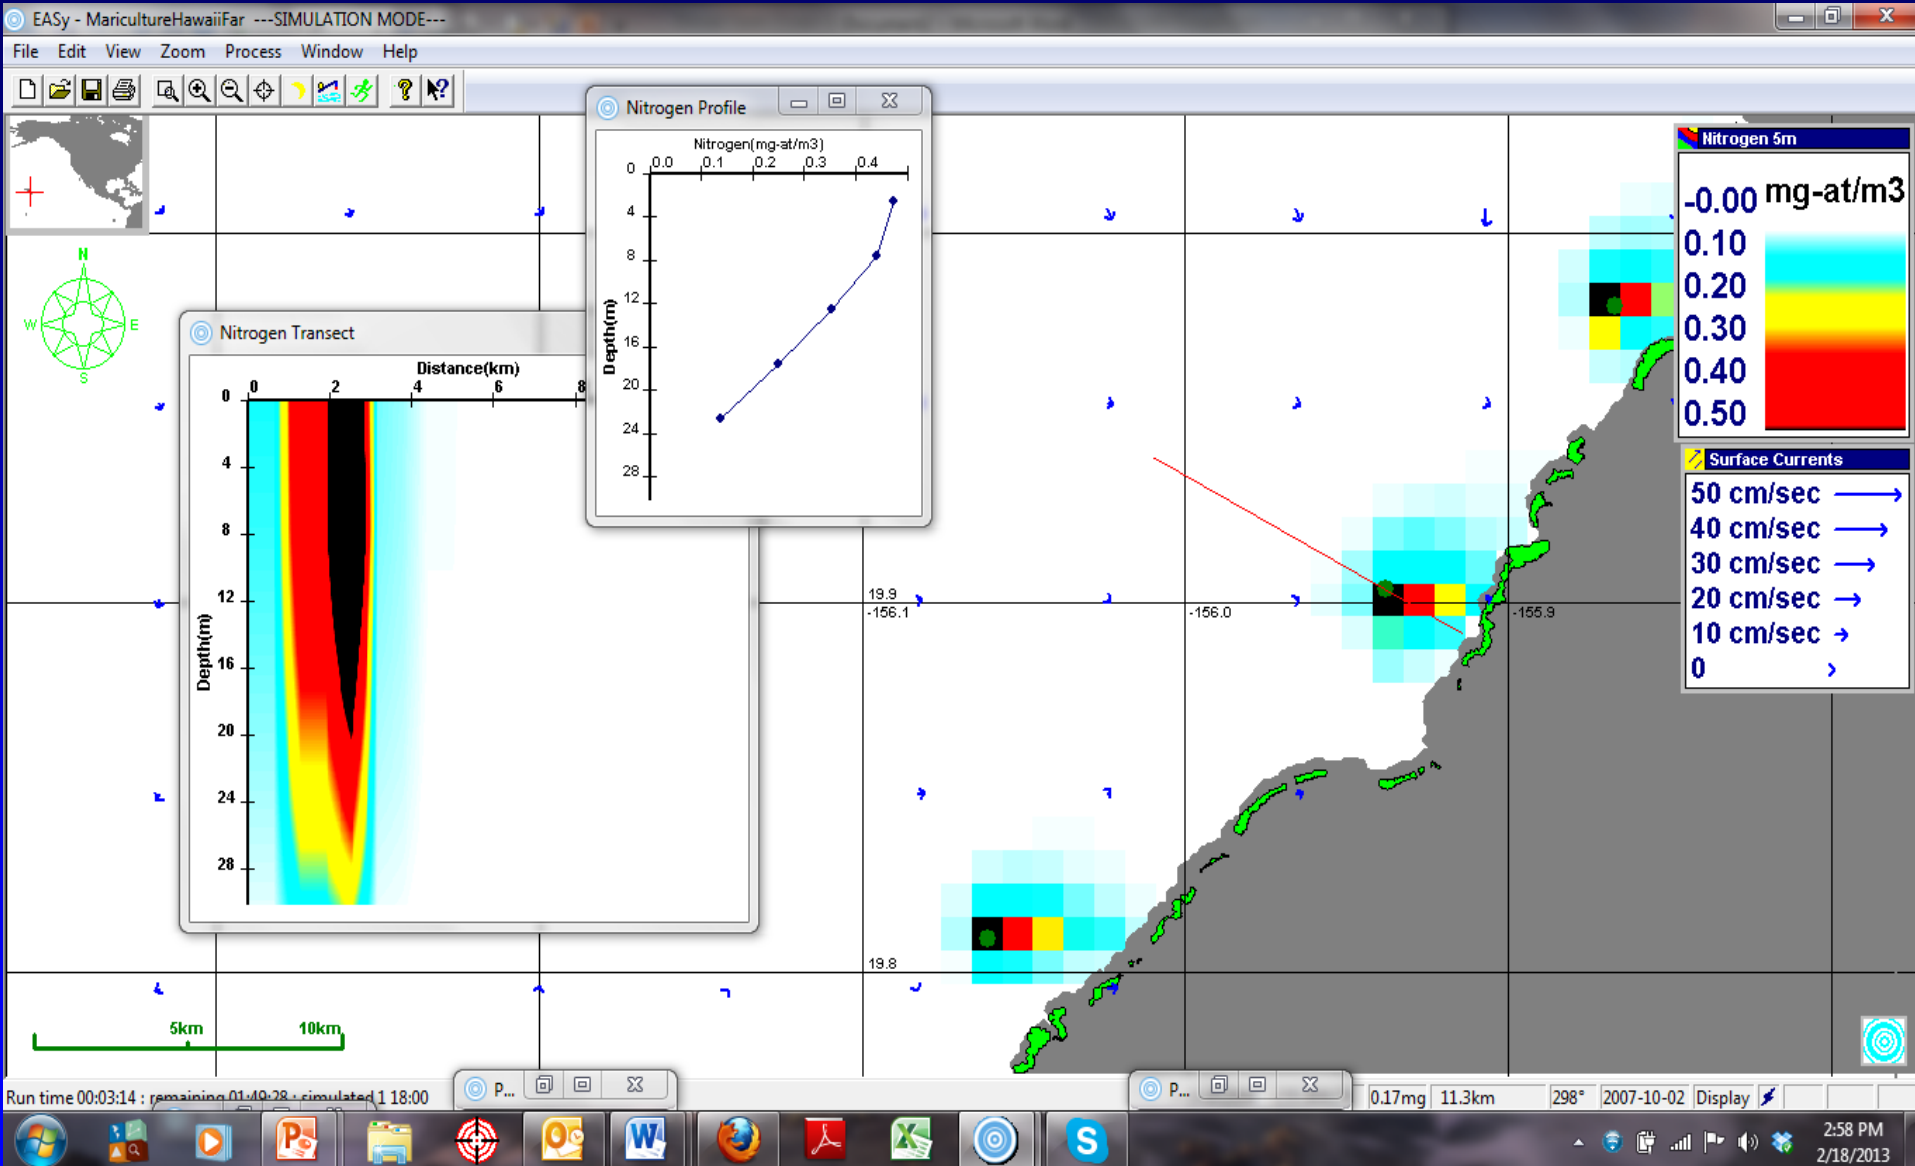 EASy - MaricultureHawaiiFar ---SIMULATION MODE---
File Edit View Zoom Process Window Help
N
W E
S
Nitrogen Profile
Nitrogen(mg-at/m3)
0.0 0.1 0.2 0.3 0.4
0
4
8
12
16
20
24
28
Depth(m)
Nitrogen Transect
Distance(km)
0 2 4 6 8
0
4
8
12
16
20
24
28
Depth(m)
Nitrogen 5m
mg-at/m3
-0.00
0.10
0.20
0.30
0.40
0.50
Surface Currents
50 cm/sec
40 cm/sec
30 cm/sec
20 cm/sec
10 cm/sec
0
19.9
-156.1 -156.0 -155.9
19.8
5km 10km
P...
P...
Run time 00:03:14 : remaining 01:49:28 : simulated 1 18:00
0.17mg 11.3km 298° 2007-10-02 Display
2:58 PM
2/18/2013